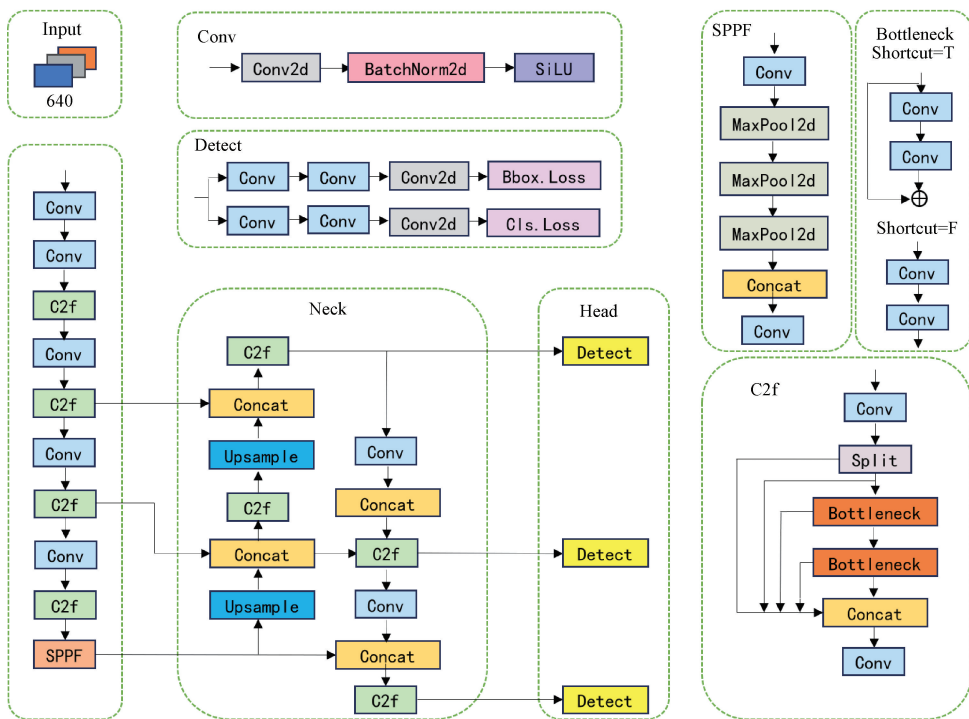 Input
640
Conv
Conv2d
BatchNorm2d
SiLU
Detect
Conv
Conv
Conv2d
Bbox.Loss
Conv
Conv
Conv2d
Cls.Loss
SPPF
Conv
MaxPool2d
MaxPool2d
MaxPool2d
Concat
Conv
Bottleneck
Shortcut=T
Conv
Conv
Shortcut=F
Conv
Conv
Conv
Conv
C2f
Conv
C2f
Conv
C2f
Conv
C2f
SPPF
Neck
C2f
Concat
Upsample
C2f
Concat
Upsample
Conv
Concat
C2f
Conv
Concat
C2f
Head
Detect
Detect
Detect
C2f
Conv
Split
Bottleneck
Bottleneck
Concat
Conv